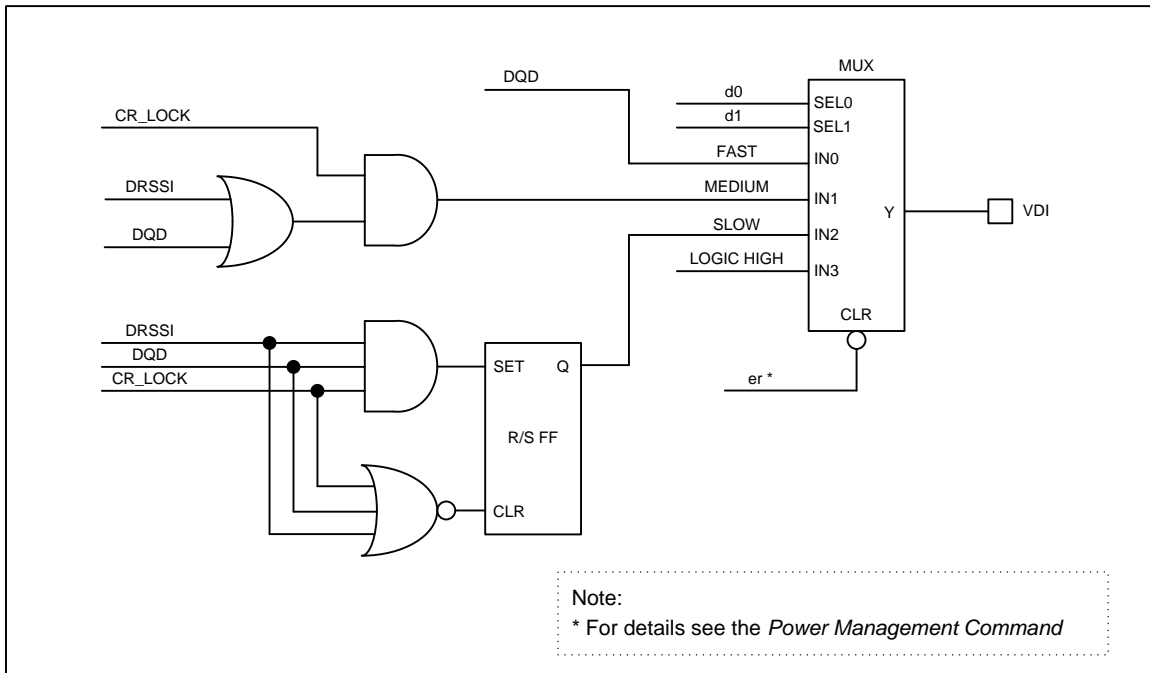 MUX
DQD
d0
SEL0
d1
SEL1
CR_LOCK
FAST
IN0
DRSSI
MEDIUM
IN1
Y
VDI
DQD
SLOW
IN2
LOGIC HIGH
IN3
CLR
DRSSI
DQD
SET
Q
CR_LOCK
er *
R/S FF
CLR
Note:
* For details see the Power Management Command